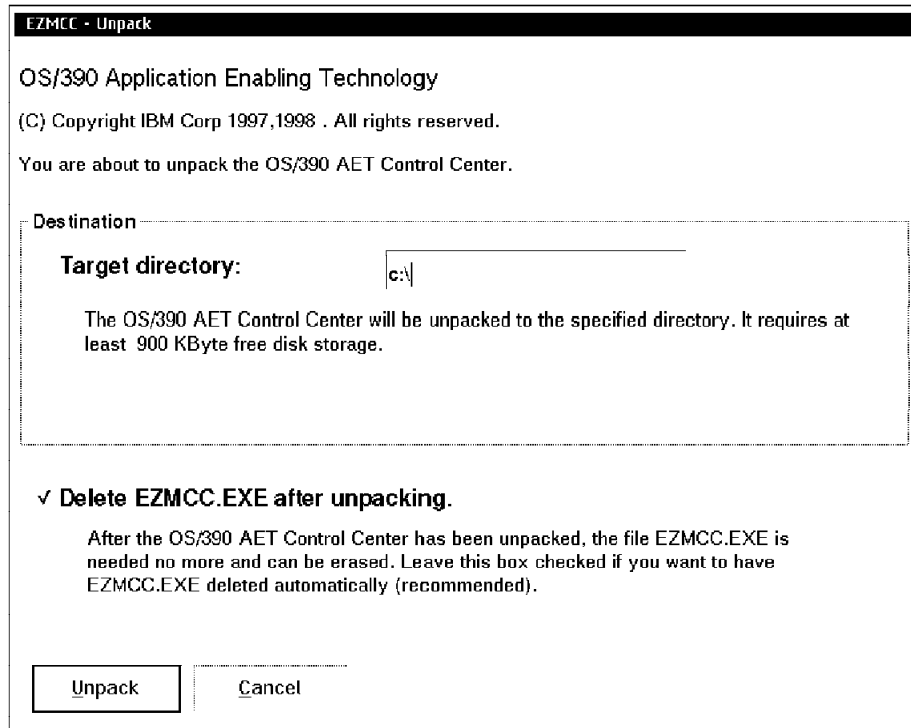 EZMCC - Unpack
OS/390 Application Enabling Technology
(C) Copyright IBM Corp 1997,1998 . All rights reserved.
You are about to unpack the OS/390 AET Control Center.
Destination
Target directory: c:\
The OS/390 AET Control Center will be unpacked to the specified directory. It requires at
least 900 KByte free disk storage.
√ Delete EZMCC.EXE after unpacking.
After the OS/390 AET Control Center has been unpacked, the file EZMCC.EXE is
needed no more and can be erased. Leave this box checked if you want to have
EZMCC.EXE deleted automatically (recommended).
Unpack Cancel